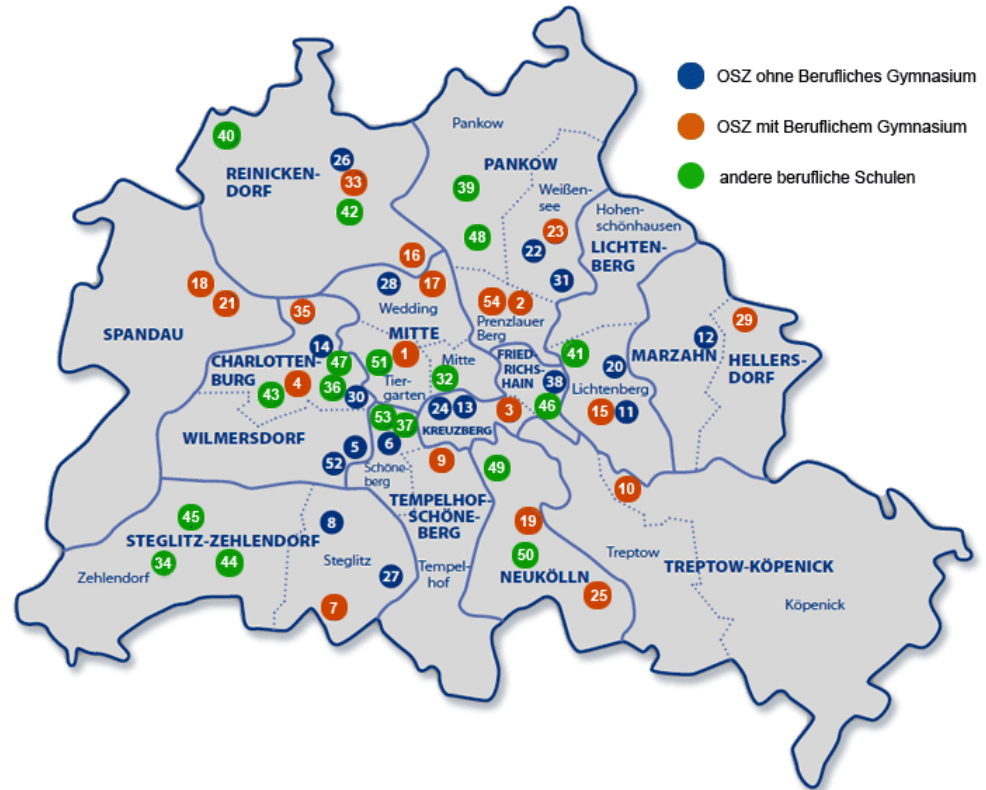 OSZ ohne Berufliches Gymnasium
OSZ mit Beruflichem Gymnasium
andere berufliche Schulen
Pankow
40
26
REINICKEN-
DORF
33
42
PANKOW
39
Weißen-
see
48
23
22
Hohen-
schönhausen
LICHTEN-
BERG
31
16
28
17
Wedding
18
21
SPANDAU
35
54
2
Prenzlauer
Berg
12
29
MARZAHN
HELLERS-
DORF
14
47
CHARLOTTEN-
BURG
4
43
36
30
MITTE
51
1
Mitte
Tier-
garten
32
FRIED-
RICHS-
HAIN
38
46
41
20
Lichtenberg
15
11
24
13
3
KREUZBERG
53
37
WILMERSDORF
5
6
52
Schöne-
berg
9
49
TEMPELHOF-
SCHÖNE-
BERG
10
45
STEGLITZ-ZEHLENDORF
8
34
44
Zehlendorf
Steglitz
27
7
Tempel-
hof
19
50
NEUKÖLLN
25
Treptow
TREPTOW-KÖPENICK
Köpenick